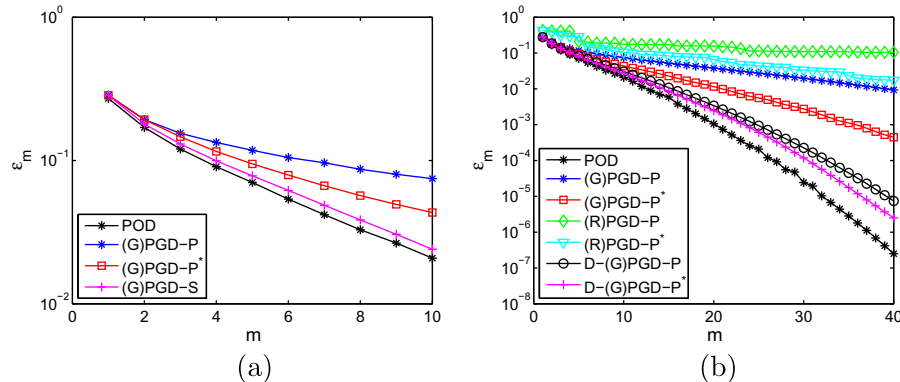 10^0
10^-1
10^-2
ε_m
0
2
4
6
8
10
m
POD
(G)PGD-P
(G)PGD-P^*
(G)PGD-S
(a)
10^0
10^-1
10^-2
10^-3
10^-4
10^-5
10^-6
10^-7
10^-8
ε_m
0
10
20
30
40
m
POD
(G)PGD-P
(G)PGD-P^*
(R)PGD-P
(R)PGD-P^*
D-(G)PGD-P
D-(G)PGD-P^*
(b)